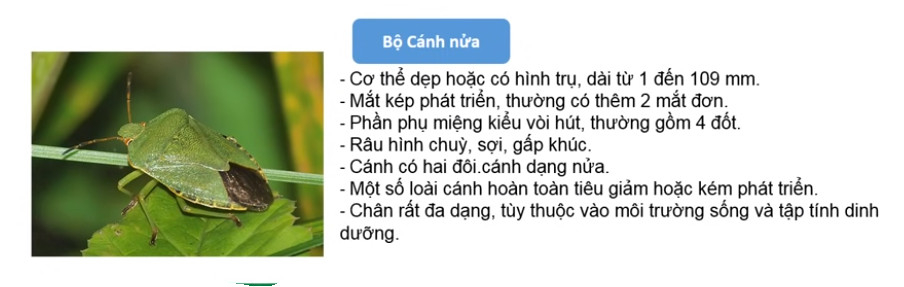 Bộ Cánh nửa
- Cơ thể dẹp hoặc có hình trụ, dài từ 1 đến 109 mm.
- Mắt kép phát triển, thường có thêm 2 mắt đơn.
- Phần phụ miệng kiểu vòi hút, thường gồm 4 đốt.
- Râu hình chuỳ, sợi, gấp khúc.
- Cánh có hai đôi.cánh dạng nửa.
- Một số loài cánh hoàn toàn tiêu giảm hoặc kém phát triển.
- Chân rất đa dạng, tùy thuộc vào môi trường sống và tập tính dinh
dưỡng.